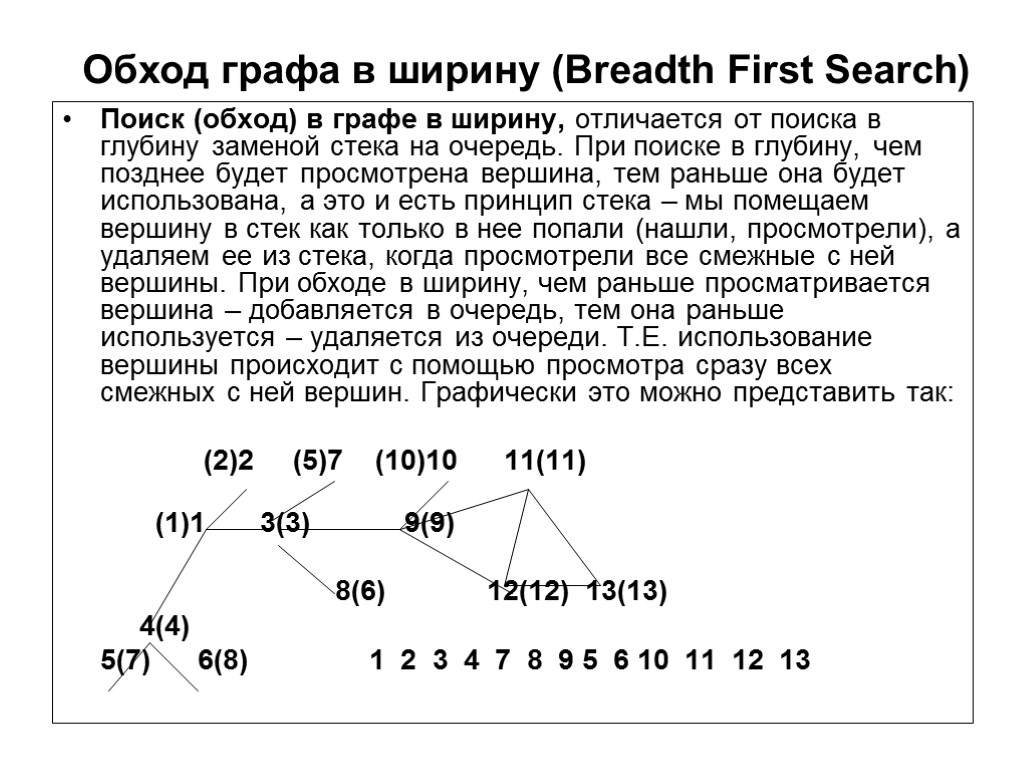 Обход графа в ширину (Breadth First Search)
• Поиск (обход) в графе в ширину, отличается от поиска в
глубину заменой стека на очередь. При поиске в глубину, чем
позднее будет просмотрена вершина, тем раньше она будет
использована, а это и есть принцип стека – мы помещаем
вершину в стек как только в нее попали (нашли, просмотрели), а
удаляем ее из стека, когда просмотрели все смежные с ней
вершины. При обходе в ширину, чем раньше просматривается
вершина – добавляется в очередь, тем она раньше
используется – удаляется из очереди. Т.Е. использование
вершины происходит с помощью просмотра сразу всех
смежных с ней вершин. Графически это можно представить так:
(2)2 (5)7 (10)10 11(11)
(1)1 3(3) 9(9)
8(6) 12(12) 13(13)
4(4)
5(7) 6(8) 1 2 3 4 7 8 9 5 6 10 11 12 13